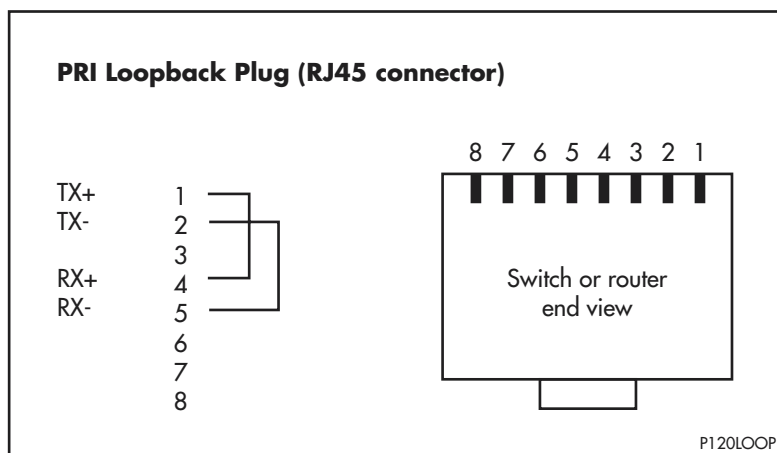 PRI Loopback Plug (RJ45 connector)
TX+ 1
TX- 2
3
RX+ 4
RX- 5
6
7
8
8 7 6 5 4 3 2 1
Switch or router
end view
P120LOOP